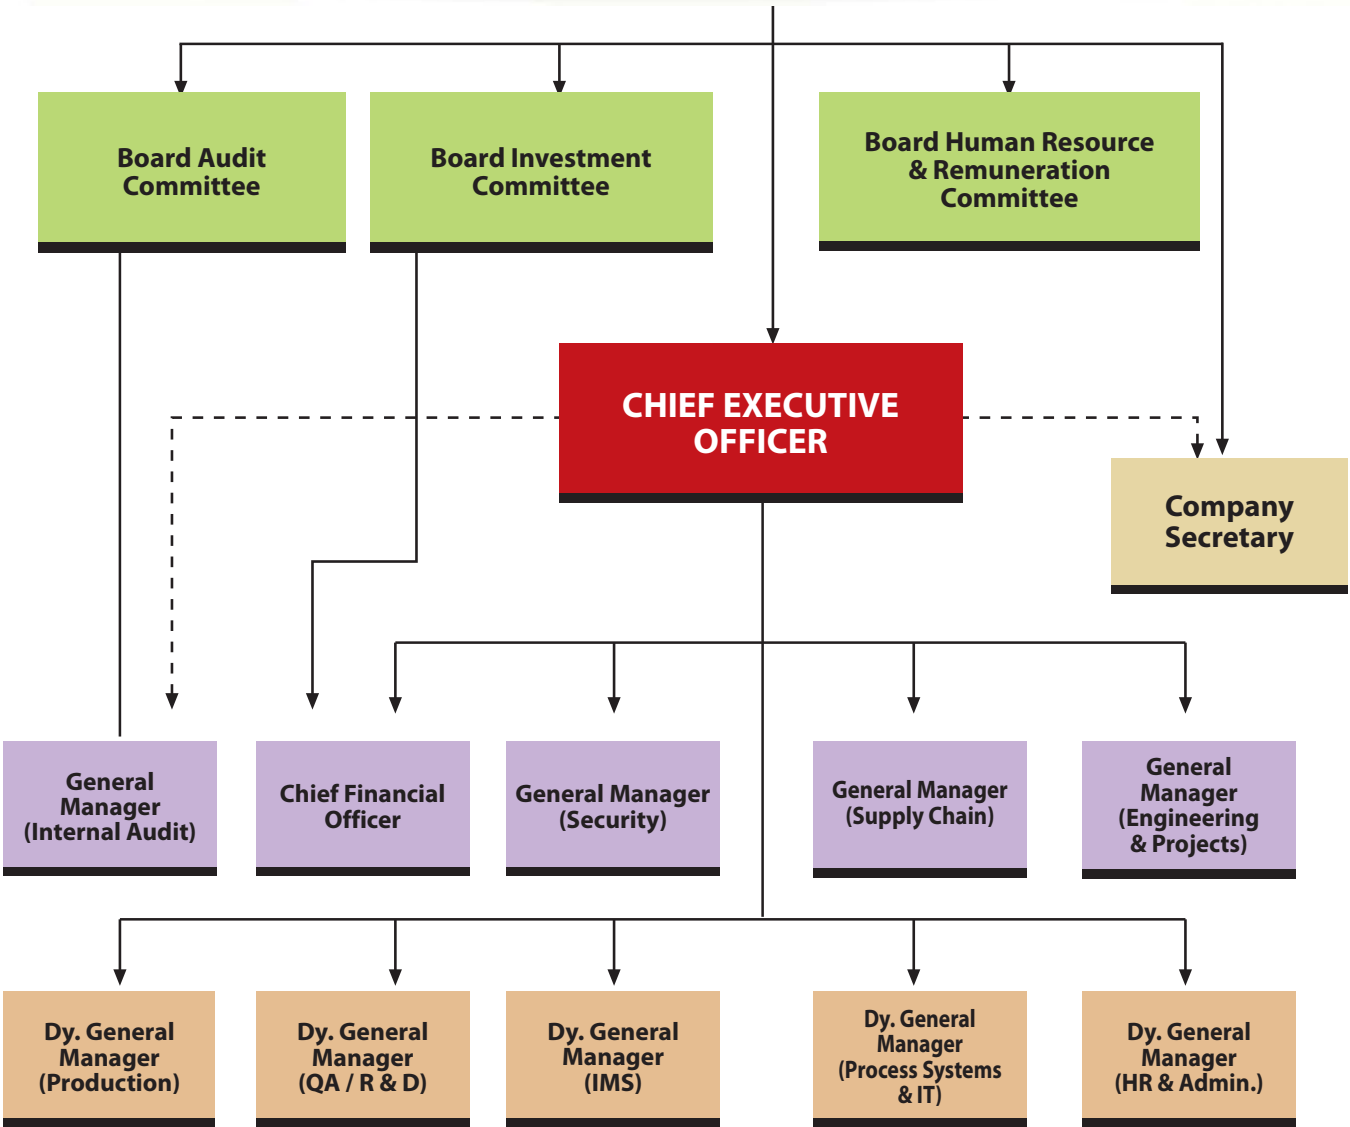 Board Audit
Committee
Board Investment
Committee
Board Human Resource
& Remuneration
Committee
CHIEF EXECUTIVE
OFFICER
Company
Secretary
General
Manager
(Internal Audit)
Chief Financial
Officer
General Manager
(Security)
General Manager
(Supply Chain)
General
Manager
(Engineering
& Projects)
Dy. General
Manager
(Production)
Dy. General
Manager
(QA / R & D)
Dy. General
Manager
(IMS)
Dy. General
Manager
(Process Systems
& IT)
Dy. General
Manager
(HR & Admin.)